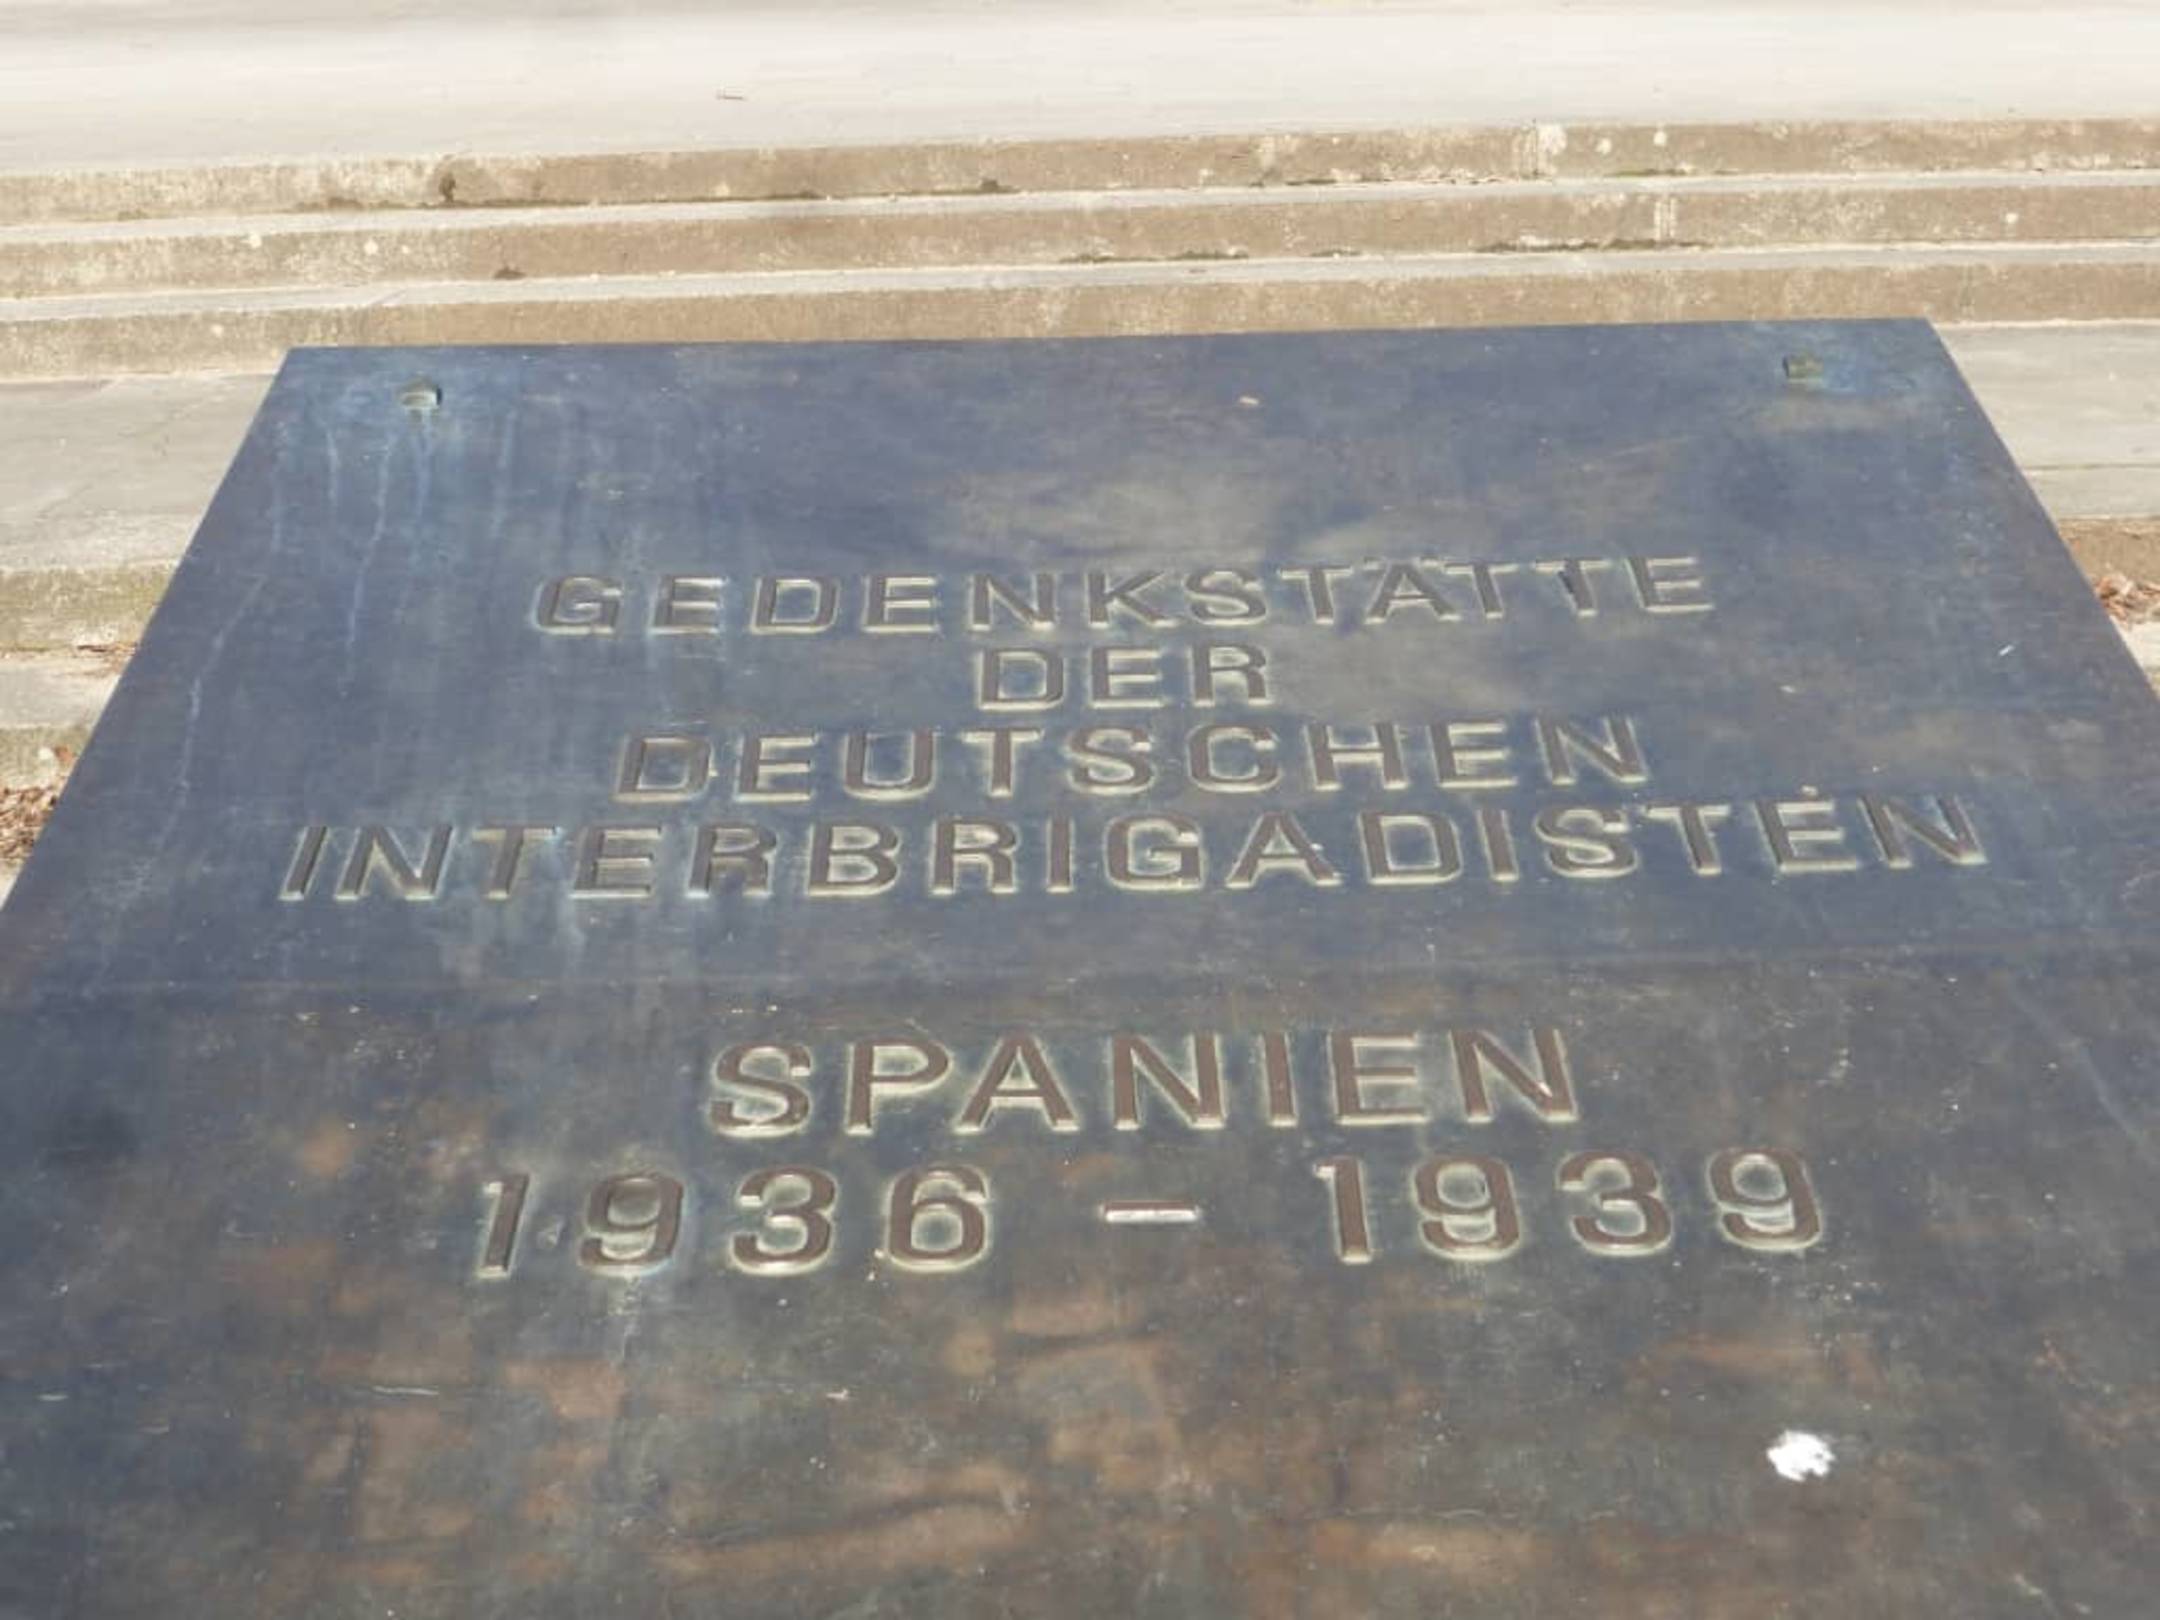 GEDENKSTÄTTE
DER
DEUTSCHEN
INTERBRIGADISTEN
SPANIEN
1936 – 1939